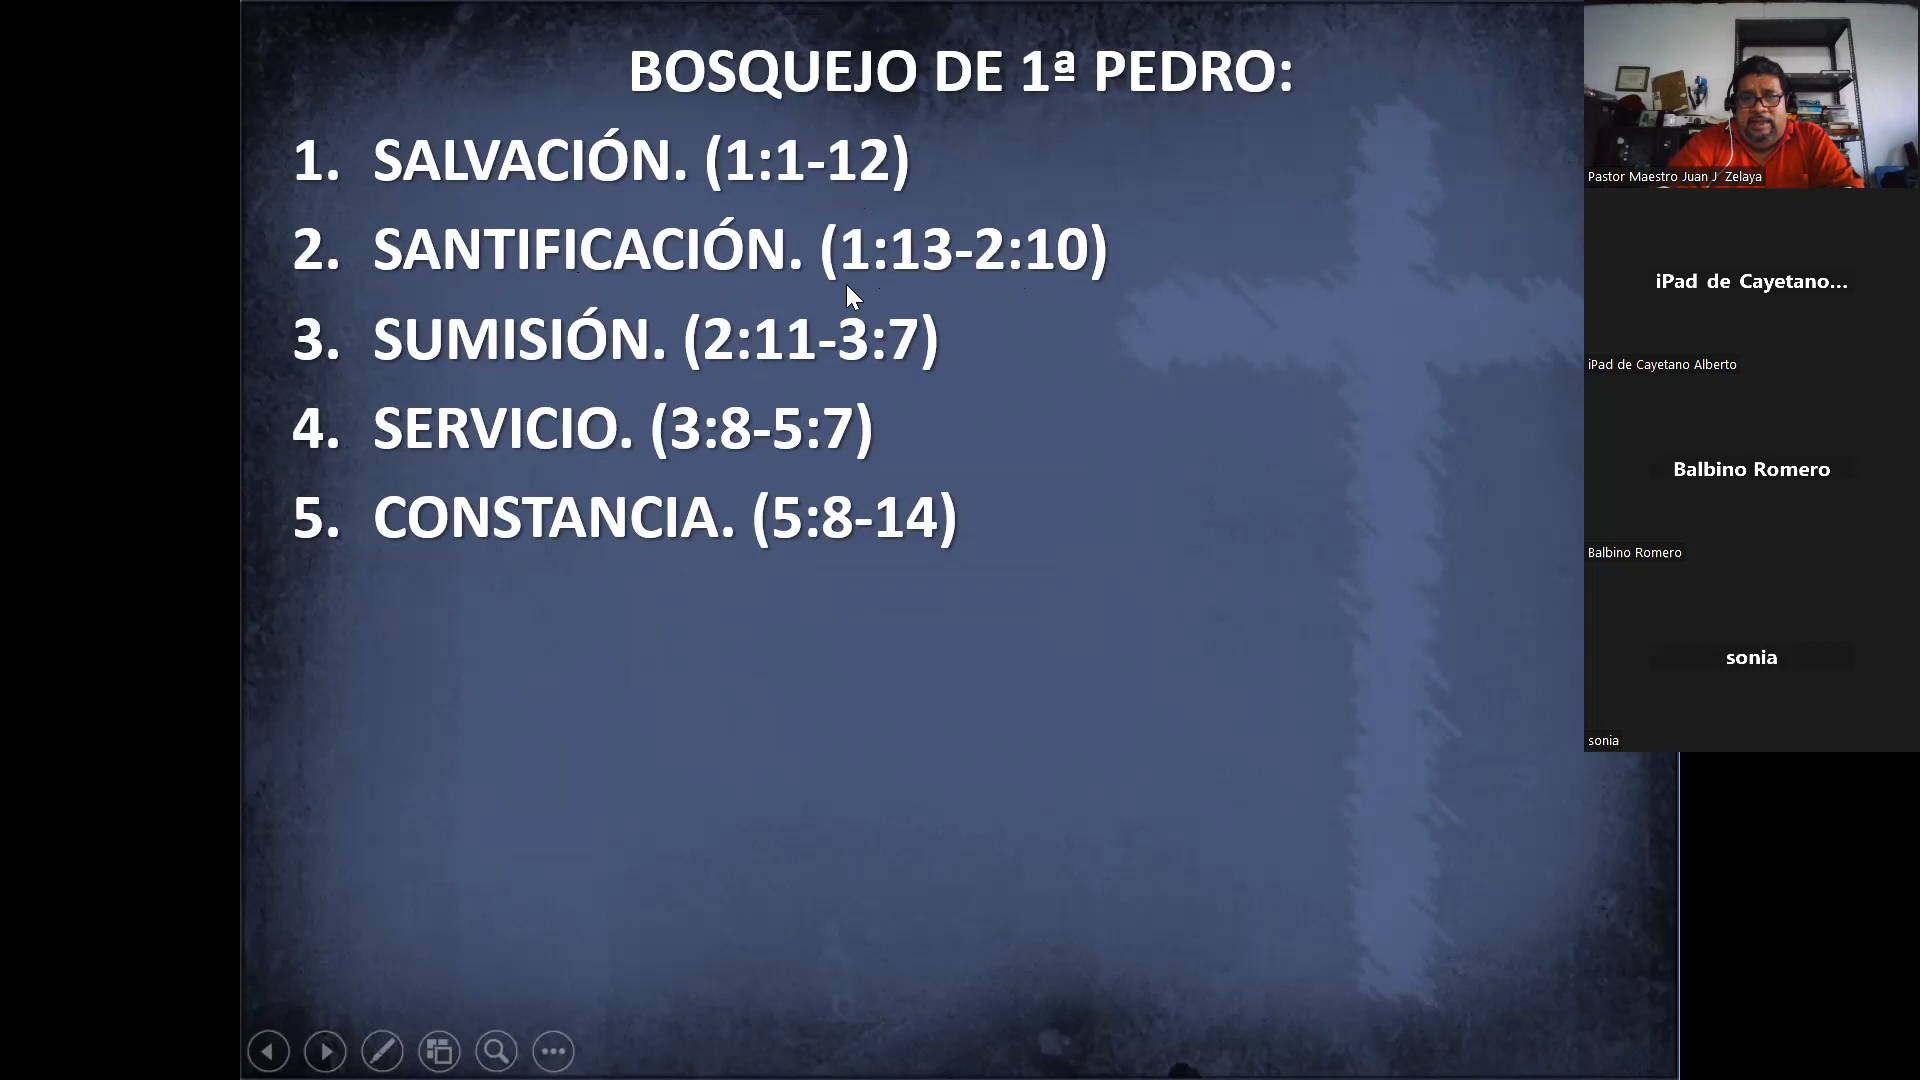 BOSQUEJO DE 1ª PEDRO:
1. SALVACIÓN. (1:1-12)
2. SANTIFICACIÓN. (1:13-2:10)
3. SUMISIÓN. (2:11-3:7)
4. SERVICIO. (3:8-5:7)
5. CONSTANCIA. (5:8-14)
Pastor Maestro Juan J Zelaya
iPad de Cayetano...
iPad de Cayetano Alberto
Balbino Romero
Balbino Romero
sonia
sonia